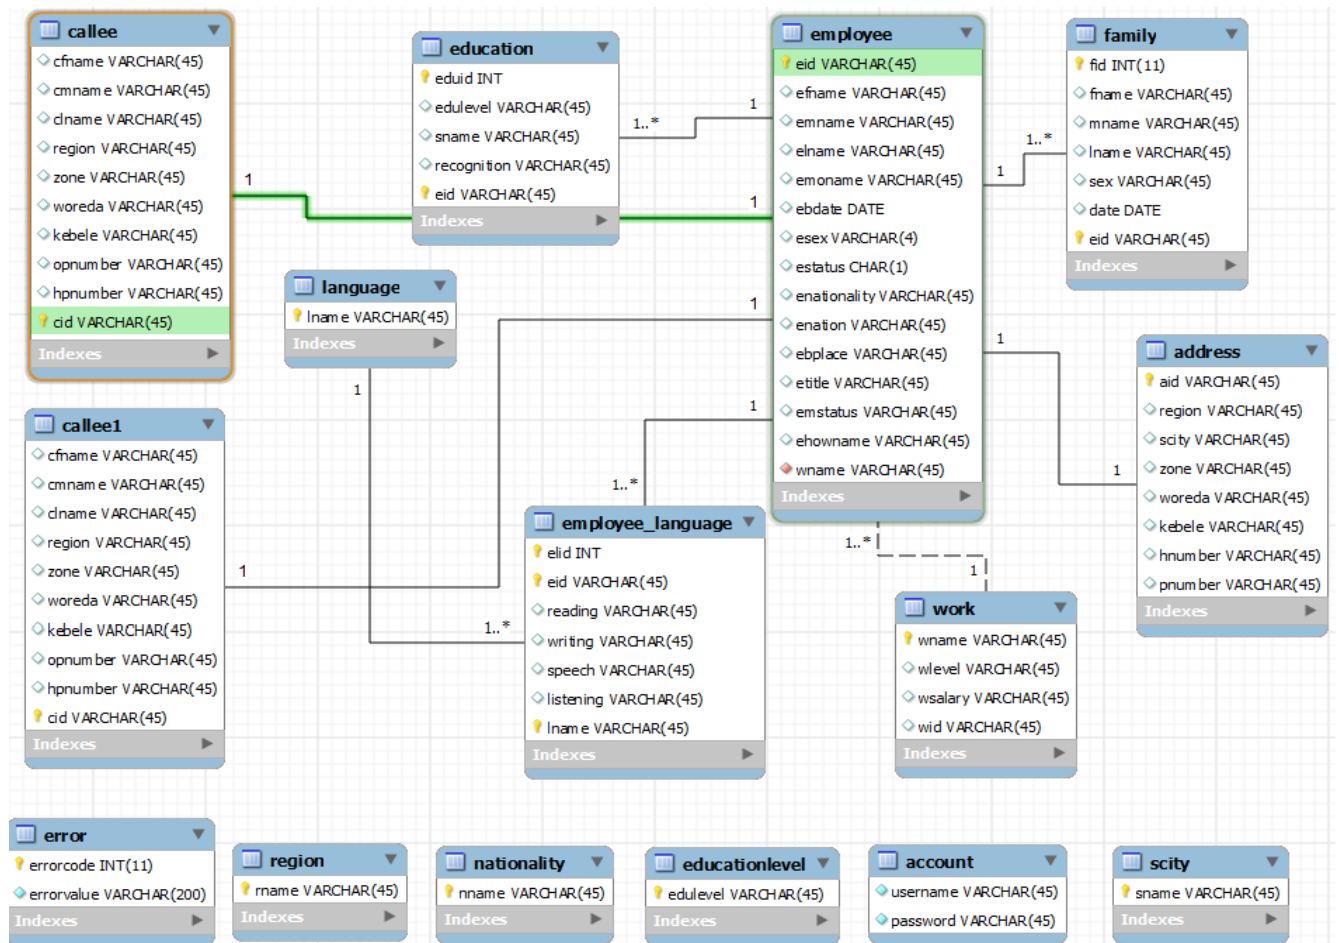 callee
cfname VARCHAR(45)
cmname VARCHAR(45)
clname VARCHAR(45)
region VARCHAR(45)
zone VARCHAR(45)
woreda VARCHAR(45)
kebele VARCHAR(45)
opnumber VARCHAR(45)
hpnumber VARCHAR(45)
cid VARCHAR(45)
Indexes
education
eduid INT
edulevel VARCHAR(45)
sname VARCHAR(45)
recognition VARCHAR(45)
eid VARCHAR(45)
Indexes
employee
eid VARCHAR(45)
efname VARCHAR(45)
emname VARCHAR(45)
elname VARCHAR(45)
emoname VARCHAR(45)
ebdate DATE
esex VARCHAR(4)
estatus CHAR(1)
enationality VARCHAR(45)
enation VARCHAR(45)
ebplace VARCHAR(45)
etitle VARCHAR(45)
emstatus VARCHAR(45)
ehowname VARCHAR(45)
wname VARCHAR(45)
Indexes
family
fid INT(11)
fname VARCHAR(45)
mname VARCHAR(45)
lname VARCHAR(45)
sex VARCHAR(45)
date DATE
eid VARCHAR(45)
Indexes
1..*
1
1
1
1
1..*
language
lname VARCHAR(45)
Indexes
1
1
1
1..*
1
1
address
aid VARCHAR(45)
region VARCHAR(45)
scity VARCHAR(45)
zone VARCHAR(45)
woreda VARCHAR(45)
kebele VARCHAR(45)
hnumber VARCHAR(45)
pnumber VARCHAR(45)
Indexes
callee1
cfname VARCHAR(45)
cmname VARCHAR(45)
clname VARCHAR(45)
region VARCHAR(45)
zone VARCHAR(45)
woreda VARCHAR(45)
kebele VARCHAR(45)
opnumber VARCHAR(45)
hpnumber VARCHAR(45)
cid VARCHAR(45)
Indexes
1
1..*
employee_language
elid INT
eid VARCHAR(45)
reading VARCHAR(45)
writing VARCHAR(45)
speech VARCHAR(45)
listening VARCHAR(45)
lname VARCHAR(45)
Indexes
1..*
1
work
wname VARCHAR(45)
wlevel VARCHAR(45)
wsalary VARCHAR(45)
wid VARCHAR(45)
Indexes
error
errorcode INT(11)
errorvalue VARCHAR(200)
Indexes
region
rname VARCHAR(45)
Indexes
nationality
nname VARCHAR(45)
Indexes
educationlevel
edulevel VARCHAR(45)
Indexes
account
username VARCHAR(45)
password VARCHAR(45)
Indexes
scity
sname VARCHAR(45)
Indexes